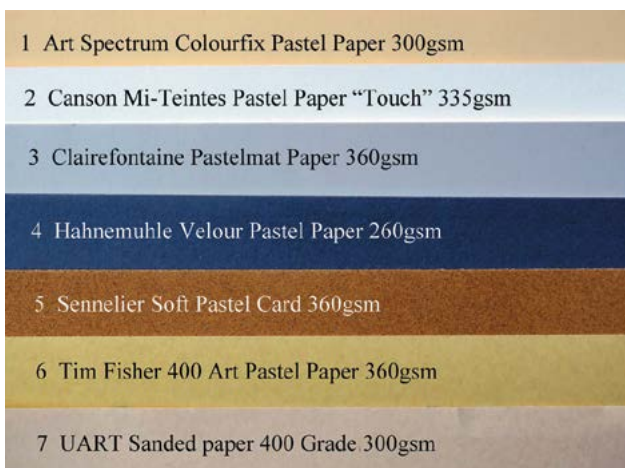 1 Art Spectrum Colourfix Pastel Paper 300gsm
2 Canson Mi-Teintes Pastel Paper “Touch” 335gsm
3 Clairefontaine Pastelmat Paper 360gsm
4 Hahnemuhle Velour Pastel Paper 260gsm
5 Sennelier Soft Pastel Card 360gsm
6 Tim Fisher 400 Art Pastel Paper 360gsm
7 UART Sanded paper 400 Grade 300gsm